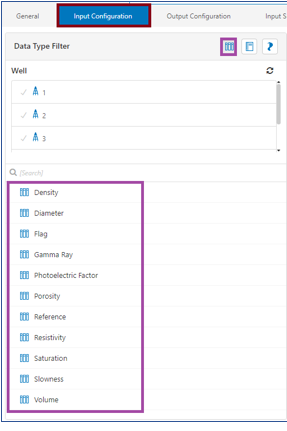 General Input Configuration Output Configuration Input S
Data Type Filter
Well
1
2
3
[Search]
Density
Diameter
Flag
Gamma Ray
Photoelectric Factor
Porosity
Reference
Resistivity
Saturation
Slowness
Volume